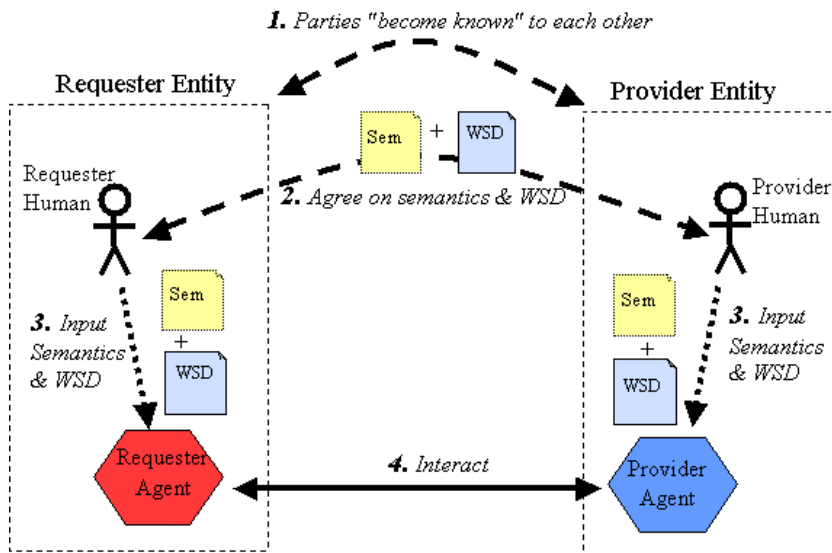 1. Parties "become known" to each other
Requester Entity
Provider Entity
Sem
+
WSD
Requester
Human
2. Agree on semantics & WSD
Provider
Human
Sem
+
WSD
3. Input
Semantics
& WSD
Sem
+
WSD
3. Input
Semantics
& WSD
Requester
Agent
4. Interact
Provider
Agent